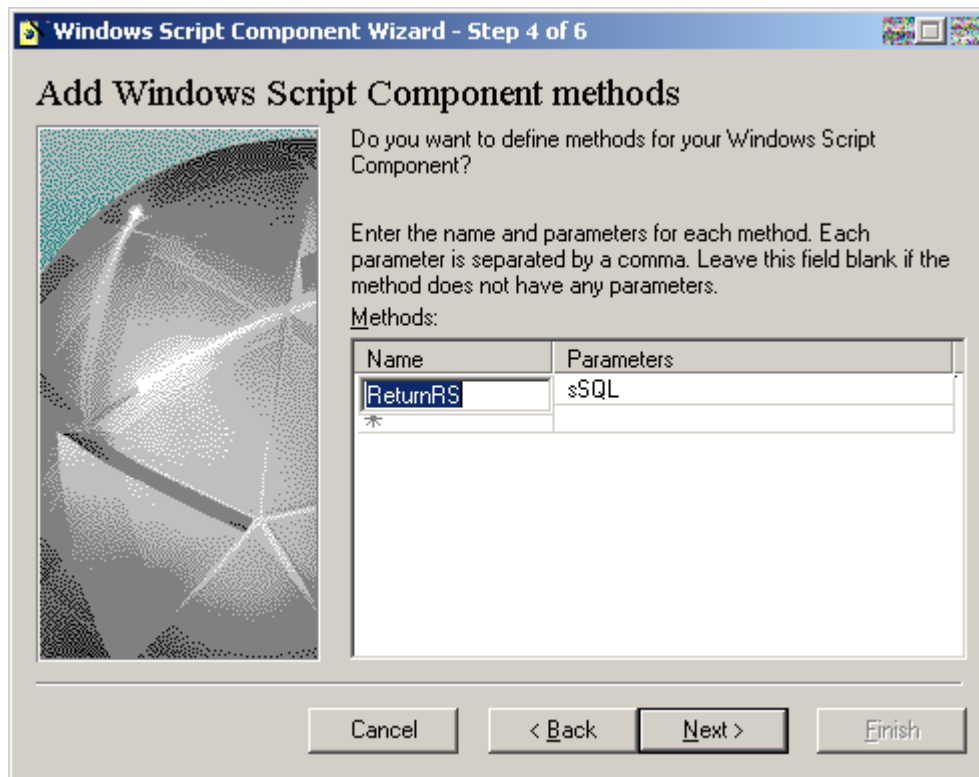 Windows Script Component Wizard - Step 4 of 6
Add Windows Script Component methods
Do you want to define methods for your Windows Script
Component?
Enter the name and parameters for each method. Each
parameter is separated by a comma. Leave this field blank if the
method does not have any parameters.
Methods:
Name Parameters
ReturnRS sSQL
Cancel < Back Next > Finish